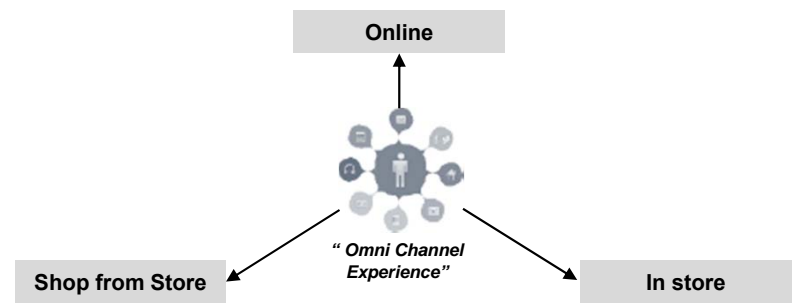 Online
“ Omni Channel
Experience”
Shop from Store
In store